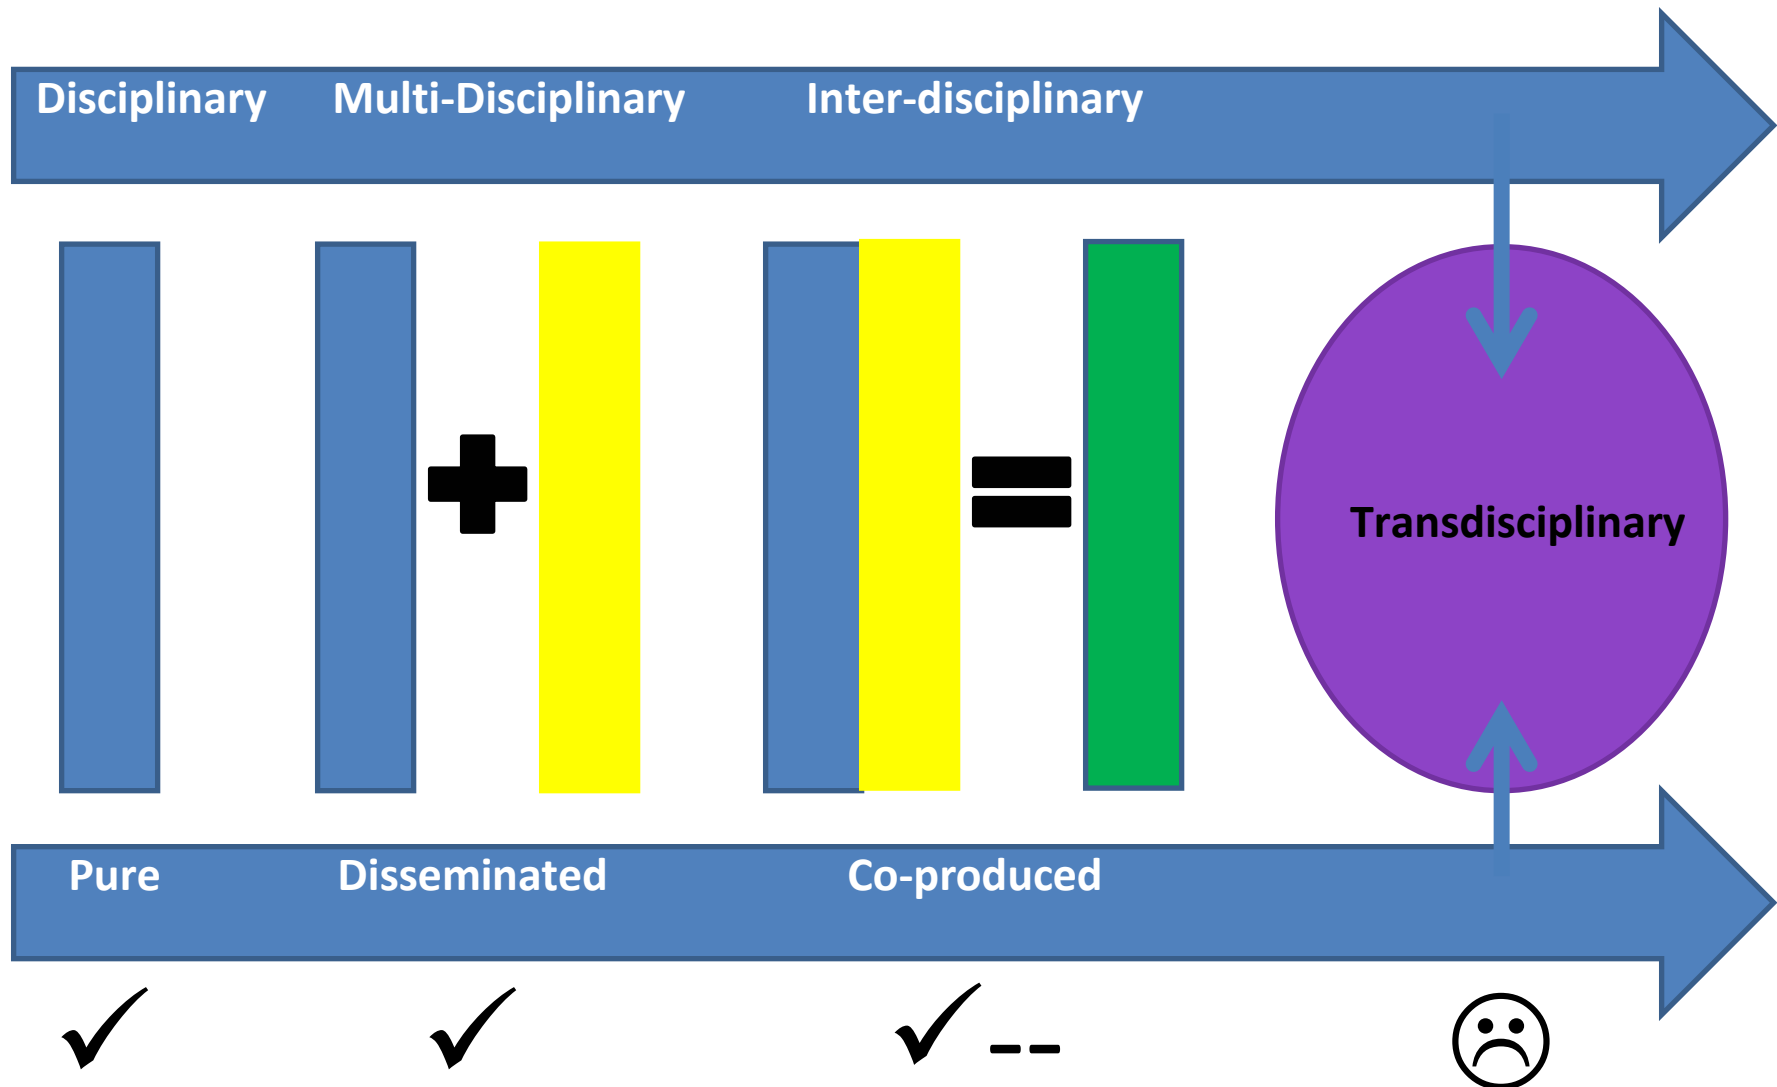 Disciplinary Multi-Disciplinary Inter-disciplinary
Transdisciplinary
Pure Disseminated Co-produced
✓ ✓ ✓-- ☹